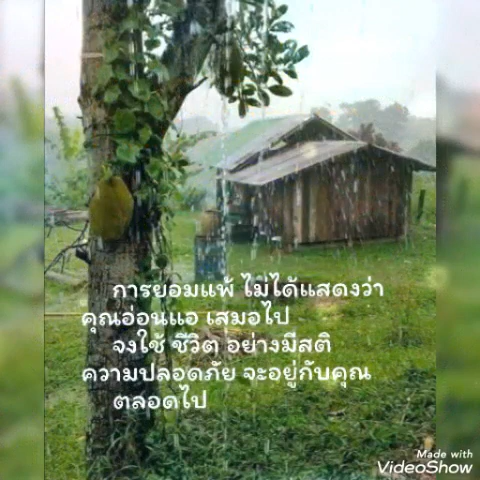 การยอมแพ้ ไม่ได้แสดงว่า
คุณอ่อนแอ เสมอไป
จงใช้ ชีวิต อย่างมีสติ
ความปลอดภัย จะอยู่กับคุณ
ตลอดไป
Made with
VideoShow